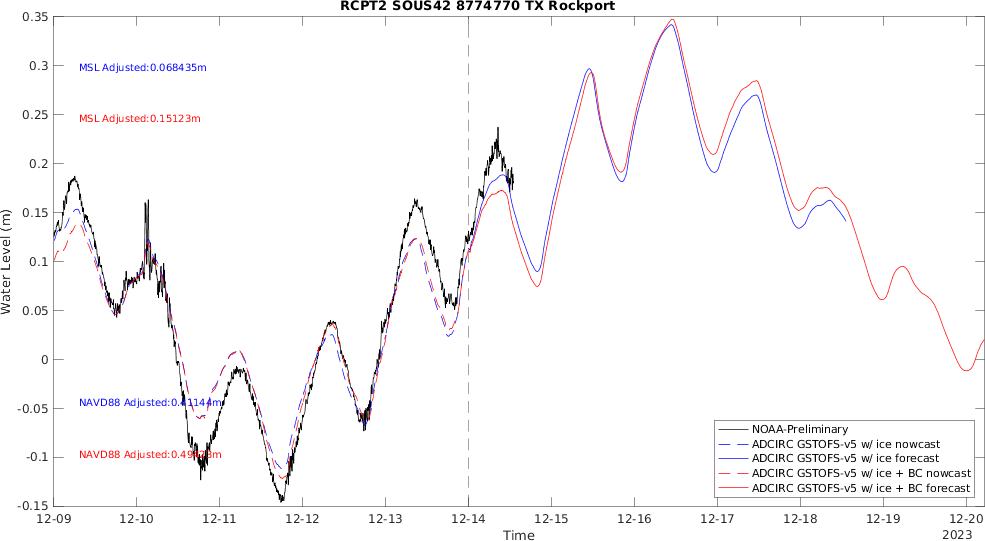 RCPT2 SOUS42 8774770 TX Rockport
0.35
0.3
0.25
0.2
0.15
0.1
0.05
0
-0.05
-0.1
-0.15
Water Level (m)
MSL Adjusted:0.068435m
MSL Adjusted:0.15123m
NAVD88 Adjusted:0.41144m
NAVD88 Adjusted:
NOAA-Preliminary
ADCIRC GSTOFS-v5 w/ ice nowcast
ADCIRC GSTOFS-v5 w/ ice forecast
ADCIRC GSTOFS-v5 w/ ice + BC nowcast
ADCIRC GSTOFS-v5 w/ ice + BC forecast
12-09 12-10 12-11 12-12 12-13 12-14 12-15 12-16 12-17 12-18 12-19 12-20
Time
2023